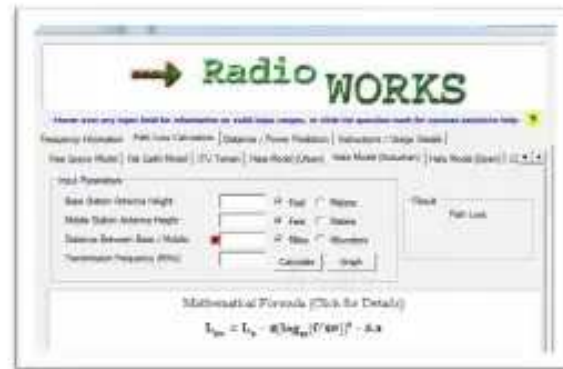 Radio WORKS
Hover over any input field for information on valid input ranges, or click the question mark for context sensitive help. ?
Frequency Information Path Loss Calculation Distance / Power Prediction Instructions / Usage Details
Free Space Model Flat Earth Model ITU Terrain Hata Model (Urban) Hata Model (Suburban) Hata Model (Open)
Input Parameters
Base Station Antenna Height Feet Meters
Mobile Station Antenna Height Feet Meters
Distance Between Base / Mobile Miles Kilometers
Transmission Frequency (MHz) Calculate Graph
Result
Path Loss
Mathematical Formula (Click for Details)